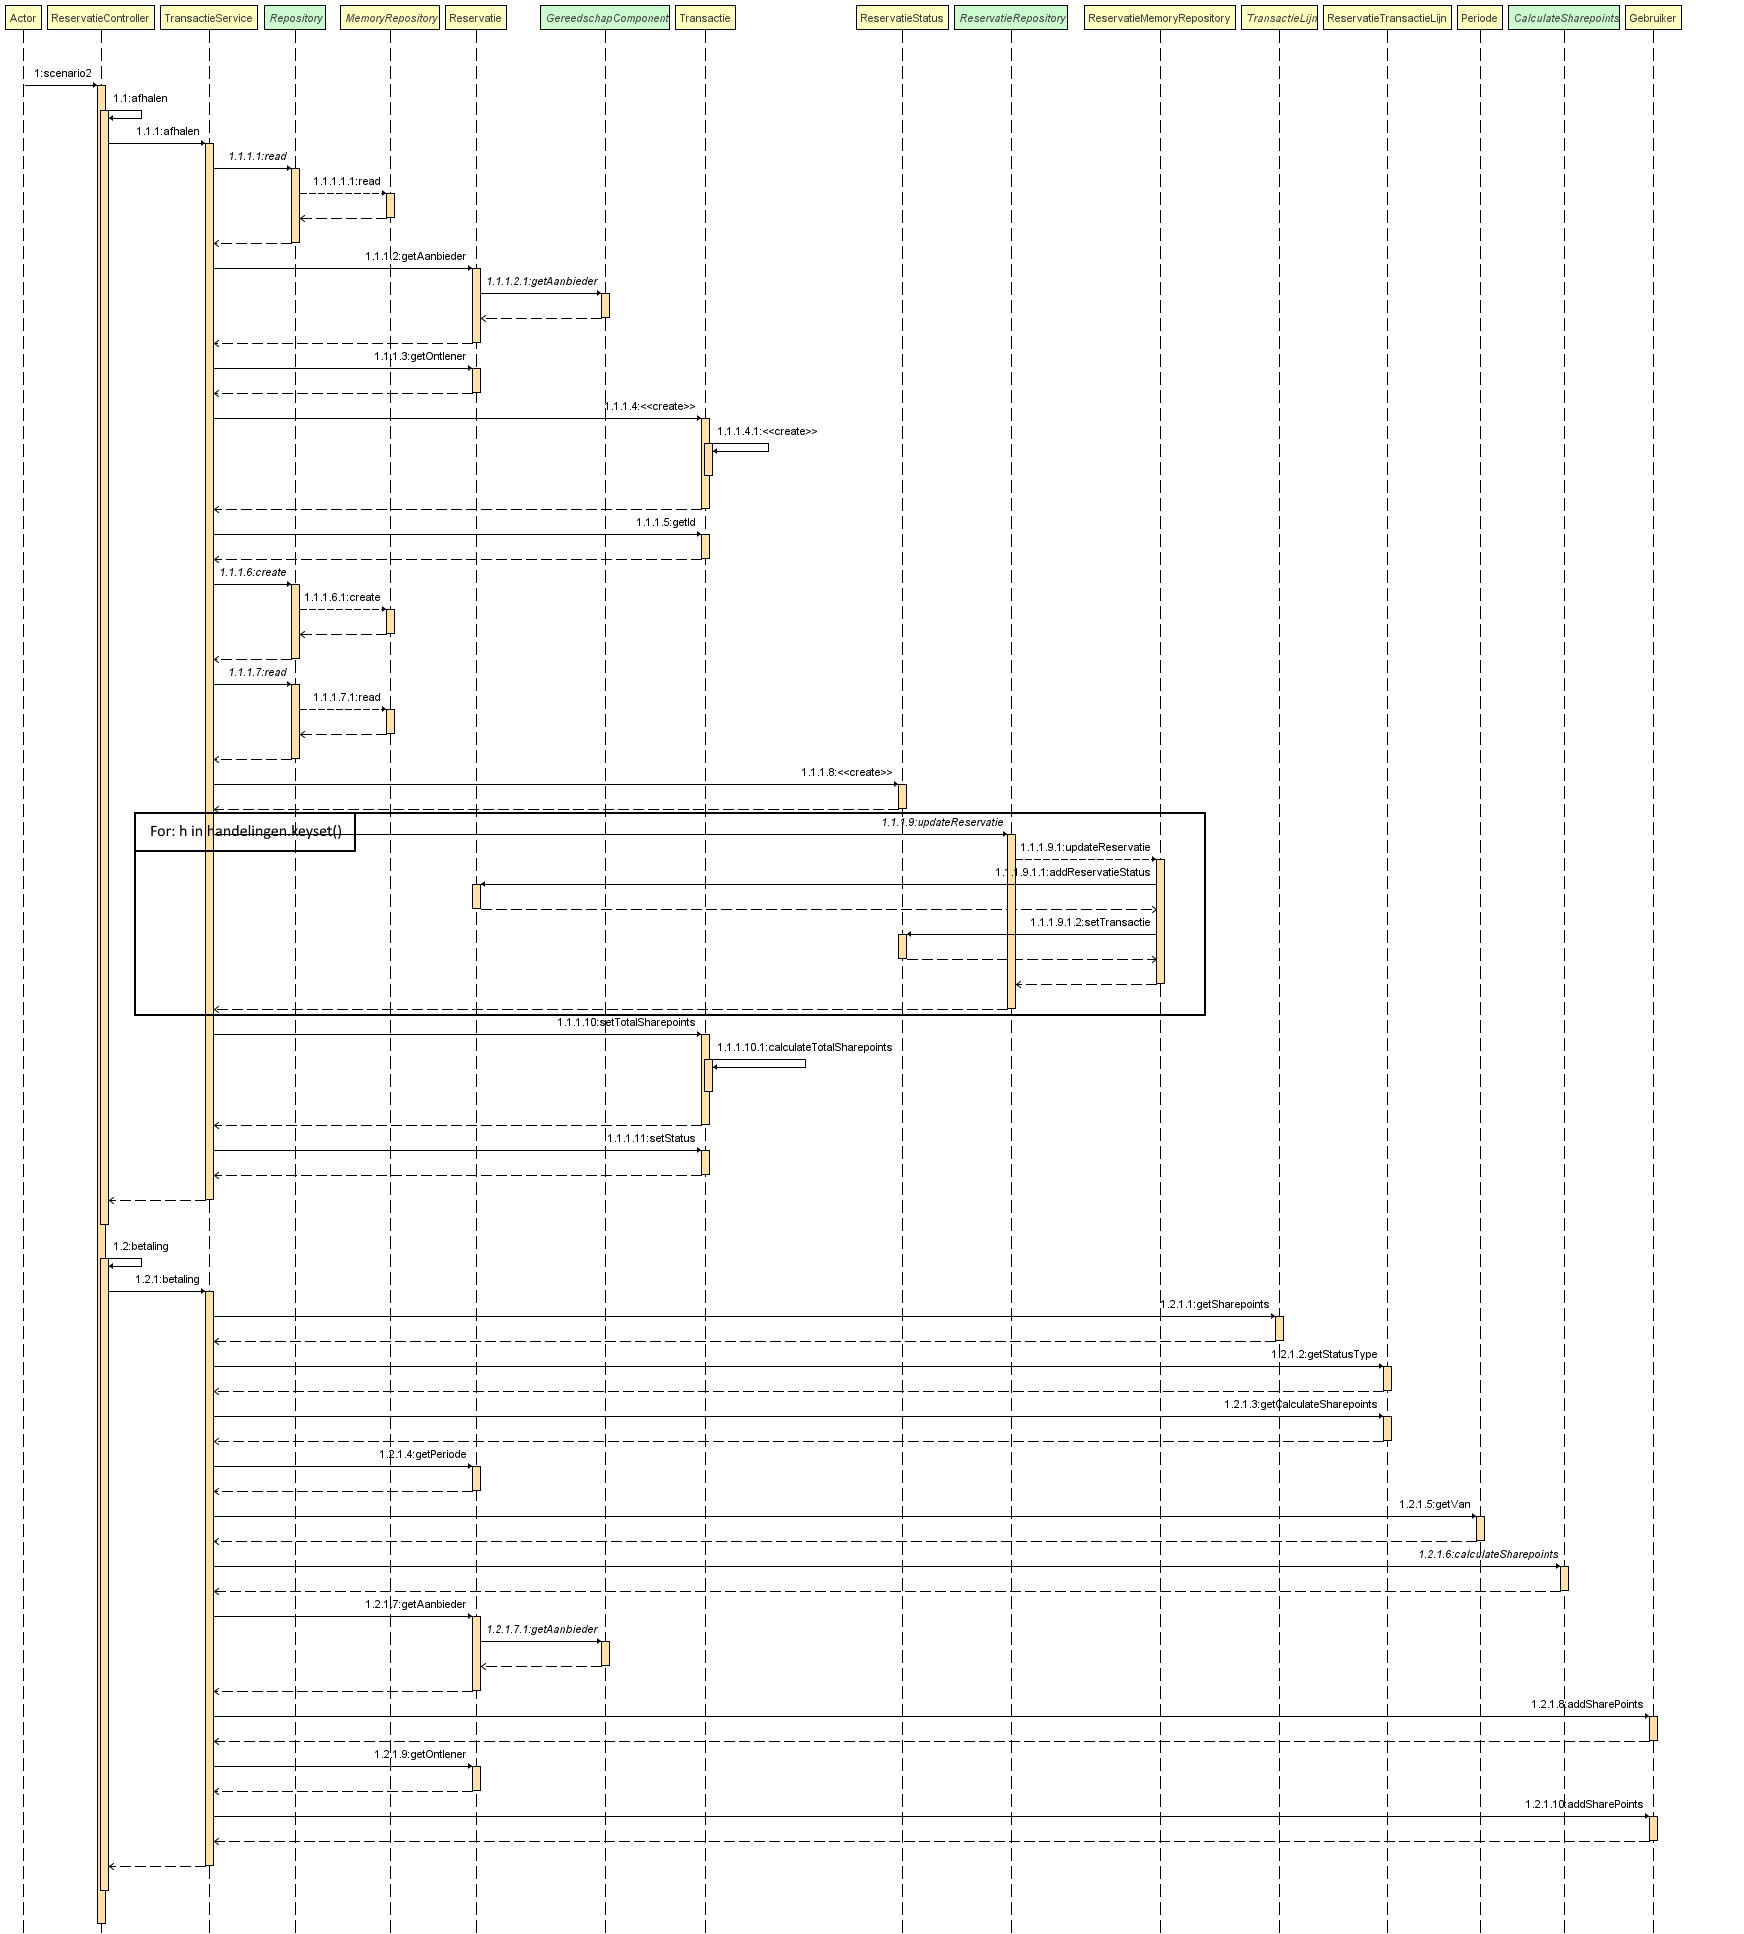 Actor
ReservatieController
TransactieService
Repository
MemoryRepository
Reservatie
GereedschapComponent
Transactie
ReservatieStatus
ReservatieRepository
ReservatieMemoryRepository
TransactieLijn
ReservatieTransactieLijn
Periode
CalculateSharepoints
Gebruiker
1:scenario2
1.1:afhalen
1.1.1:afhalen
1.1.1.1:read
1.1.1.1.1:read
1.1.1.2:getAanbieder
1.1.1.2.1:getAanbieder
1.1.1.3:getOntlener
1.1.1.4:<<create>>
1.1.1.4.1:<<create>>
1.1.1.5:getId
1.1.1.6:create
1.1.1.6.1:create
1.1.1.7:read
1.1.1.7.1:read
1.1.1.8:<<create>>
For: h in handelingen.keyset()
1.1.1.9:updateReservatie
1.1.1.9.1:updateReservatie
1.1.1.9.1.1:addReservatieStatus
1.1.1.9.1.2:setTransactie
1.1.1.10:setTotalSharepoints
1.1.1.10.1:calculateTotalSharepoints
1.1.1.11:setStatus
1.2:betaling
1.2.1:betaling
1.2.1.1:getSharepoints
1.2.1.2:getStatusType
1.2.1.3:getCalculateSharepoints
1.2.1.4:getPeriode
1.2.1.5:getVan
1.2.1.6:calculateSharepoints
1.2.1.7:getAanbieder
1.2.1.7.1:getAanbieder
1.2.1.8:addSharePoints
1.2.1.9:getOntlener
1.2.1.10:addSharePoints